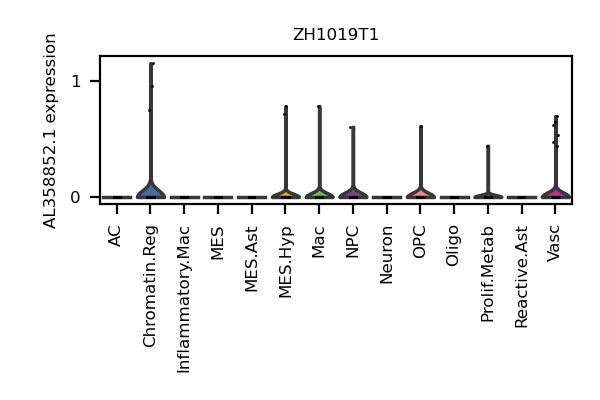 ZH1019T1
AL358852.1 expression
1
0
AC
Chromatin.Reg
Inflammatory.Mac
MES
MES.Ast
MES.Hyp
Mac
NPC
Neuron
OPC
Oligo
Prolif.Metab
Reactive.Ast
Vasc